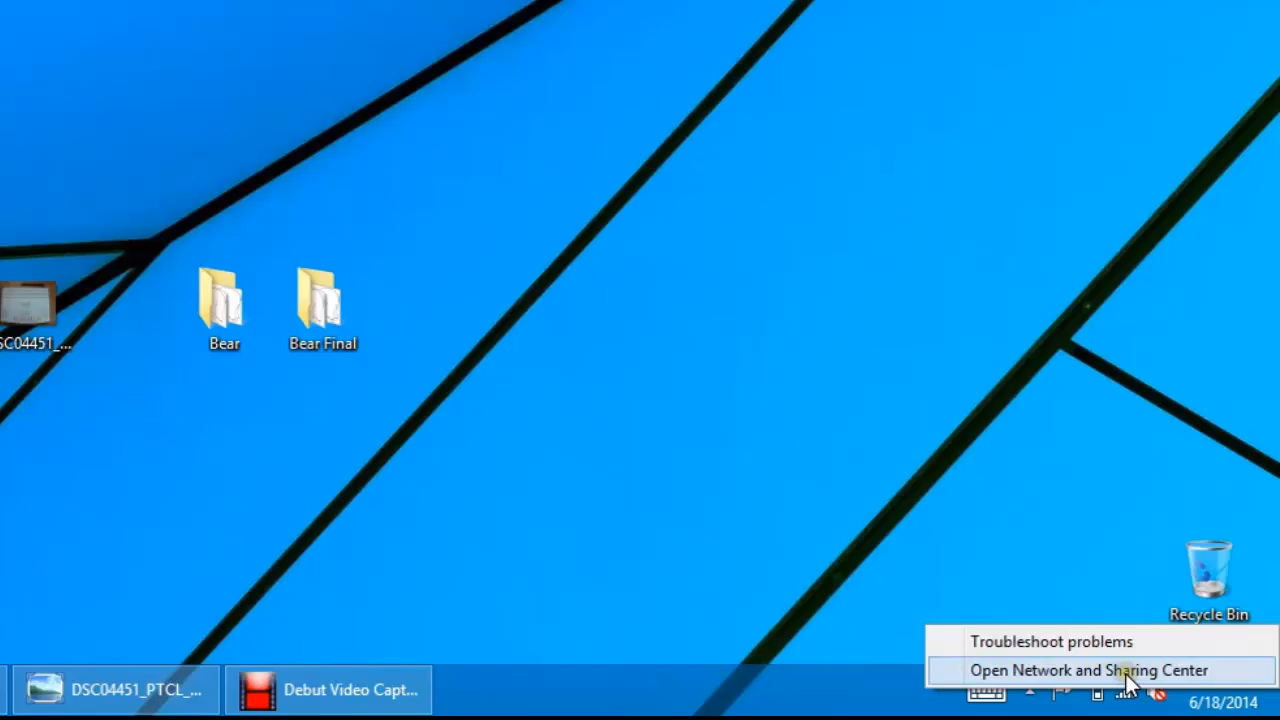 SC04451_...
Bear
Bear Final
Recycle Bin
Troubleshoot problems
Open Network and Sharing Center
DSC04451_PTCL_...
Debut Video Capt...
6/18/2014